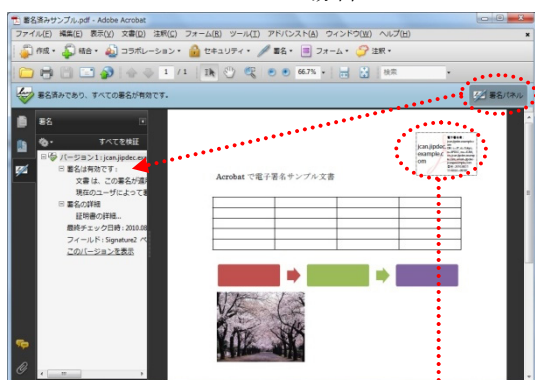 署名済みサンプル.pdf - Adobe Acrobat
ファイル(F) 編集(E) 表示(V) 文書(D) 注釈(C) フォーム(R) ツール(T) アドバンスト(A) ウィンドウ(W) ヘルプ(H)
作成 結合 コラボレーション セキュリティ 署名 フォーム 注釈
1 / 1 66.7% 検索
署名済みであり、すべての署名が有効です。 署名パネル
署名
すべてを検証
バージョン 1 : jcan.jipdec.exa
署名は有効です:
文書 は、この署名が適用
現在のユーザによって署
署名の詳細
証明書の詳細...
最終チェック日時 : 2010.08
フィールド : Signature2 ペ
このバージョンを表示
jcan.jipdec.
example.c
om
Acrobat で電子署名サンプル文書